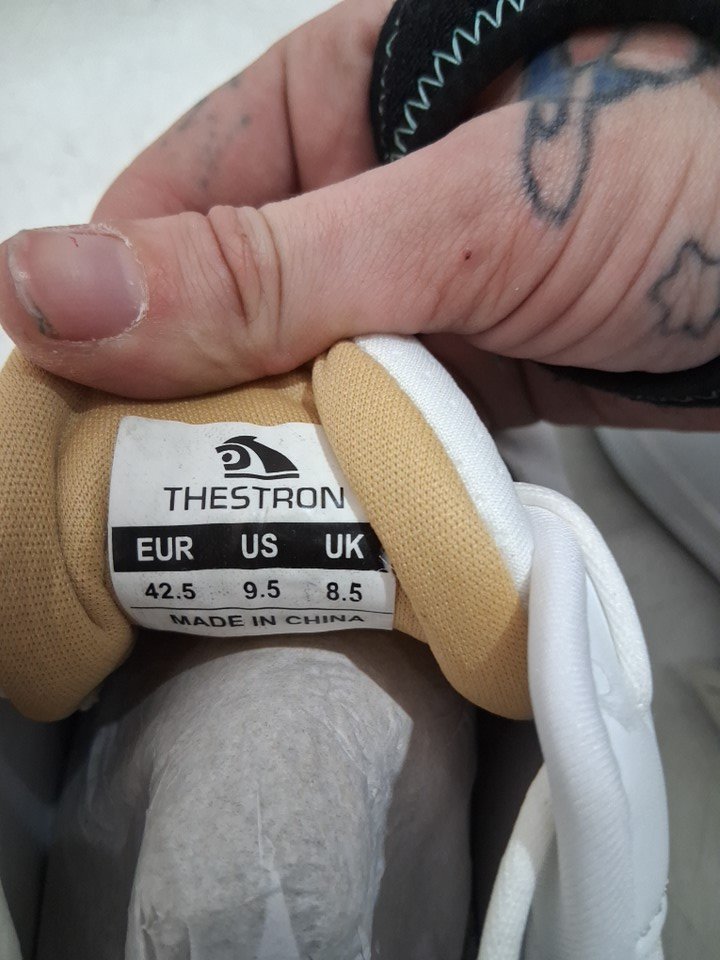 THESTRON
EUR US UK
42.5 9.5 8.5
MADE IN CHINA